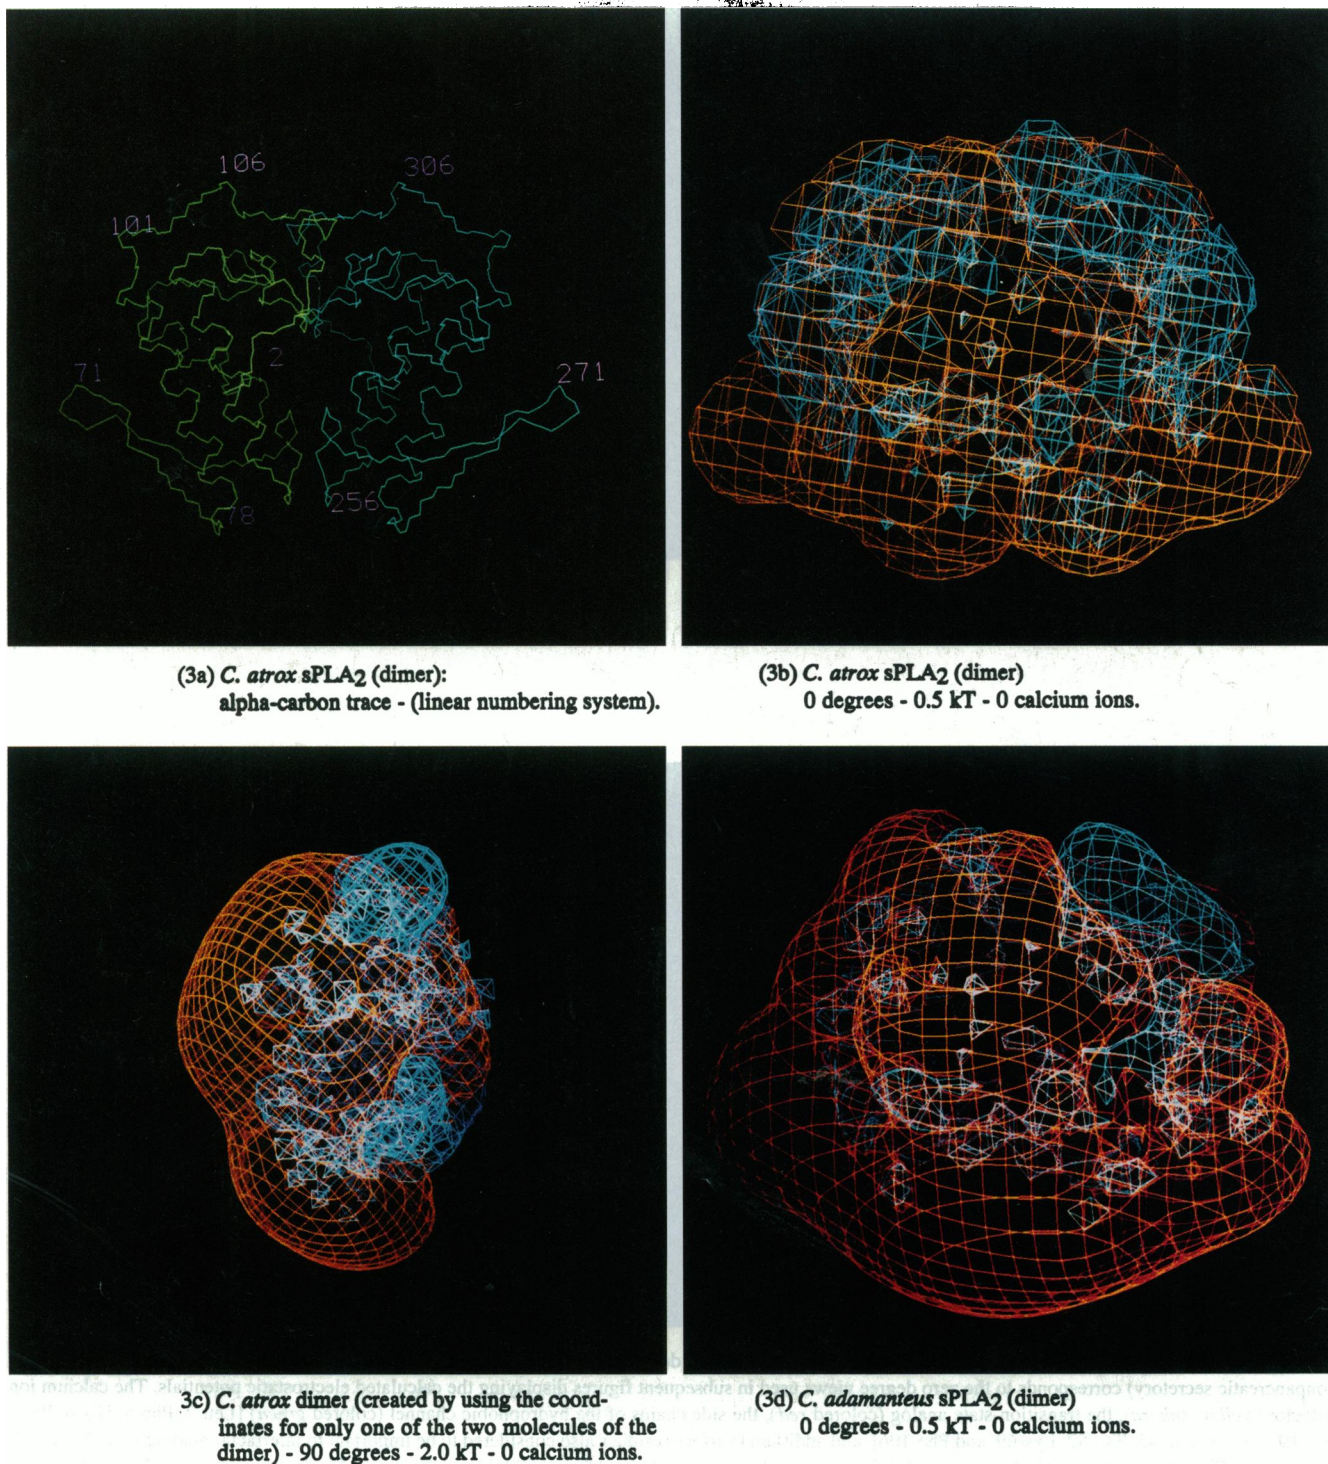 106
306
101
2
71
271
78
256
(3a) C. atrox sPLA2 (dimer):
alpha-carbon trace - (linear numbering system).
(3b) C. atrox sPLA2 (dimer)
0 degrees - 0.5 kT - 0 calcium ions.
3c) C. atrox dimer (created by using the coord-
inates for only one of the two molecules of the
dimer) - 90 degrees - 2.0 kT - 0 calcium ions.
(3d) C. adamanteus sPLA2 (dimer)
0 degrees - 0.5 kT - 0 calcium ions.